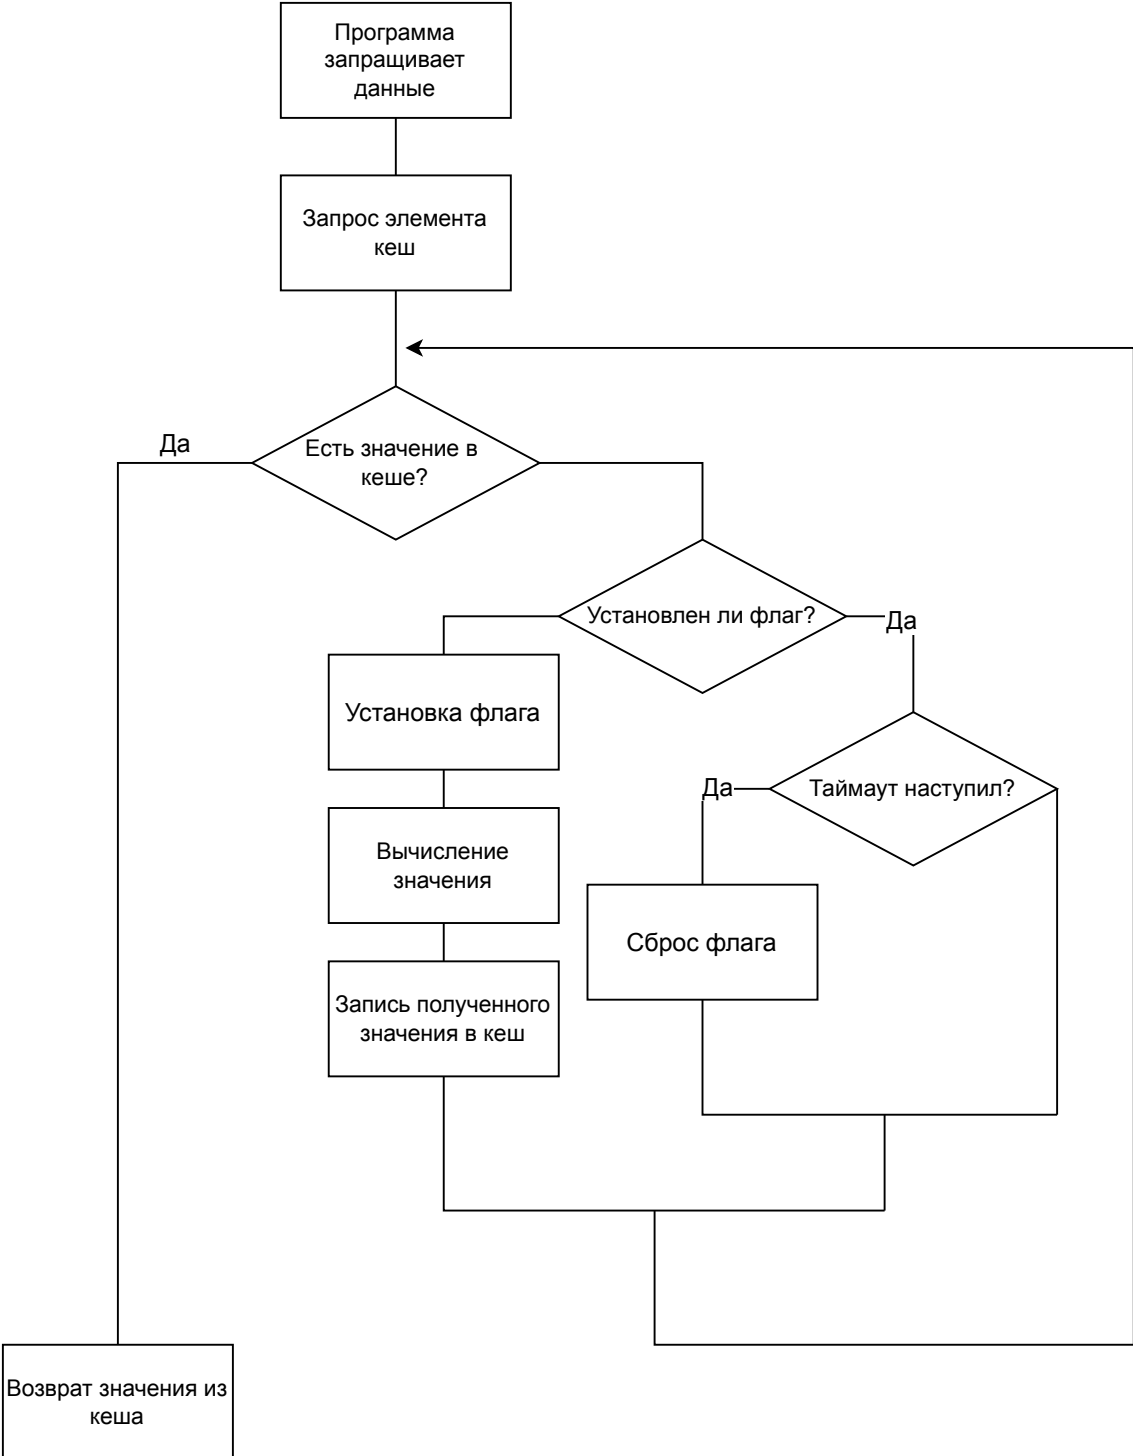 Программа
запращивает
данные
Запрос элемента
кеш
Да
Есть значение в
кеше?
Установлен ли флаг?
Да
Установка флага
Да
Таймаут наступил?
Вычисление
значения
Сброс флага
Запись полученного
значения в кеш
Возврат значения из
кеша